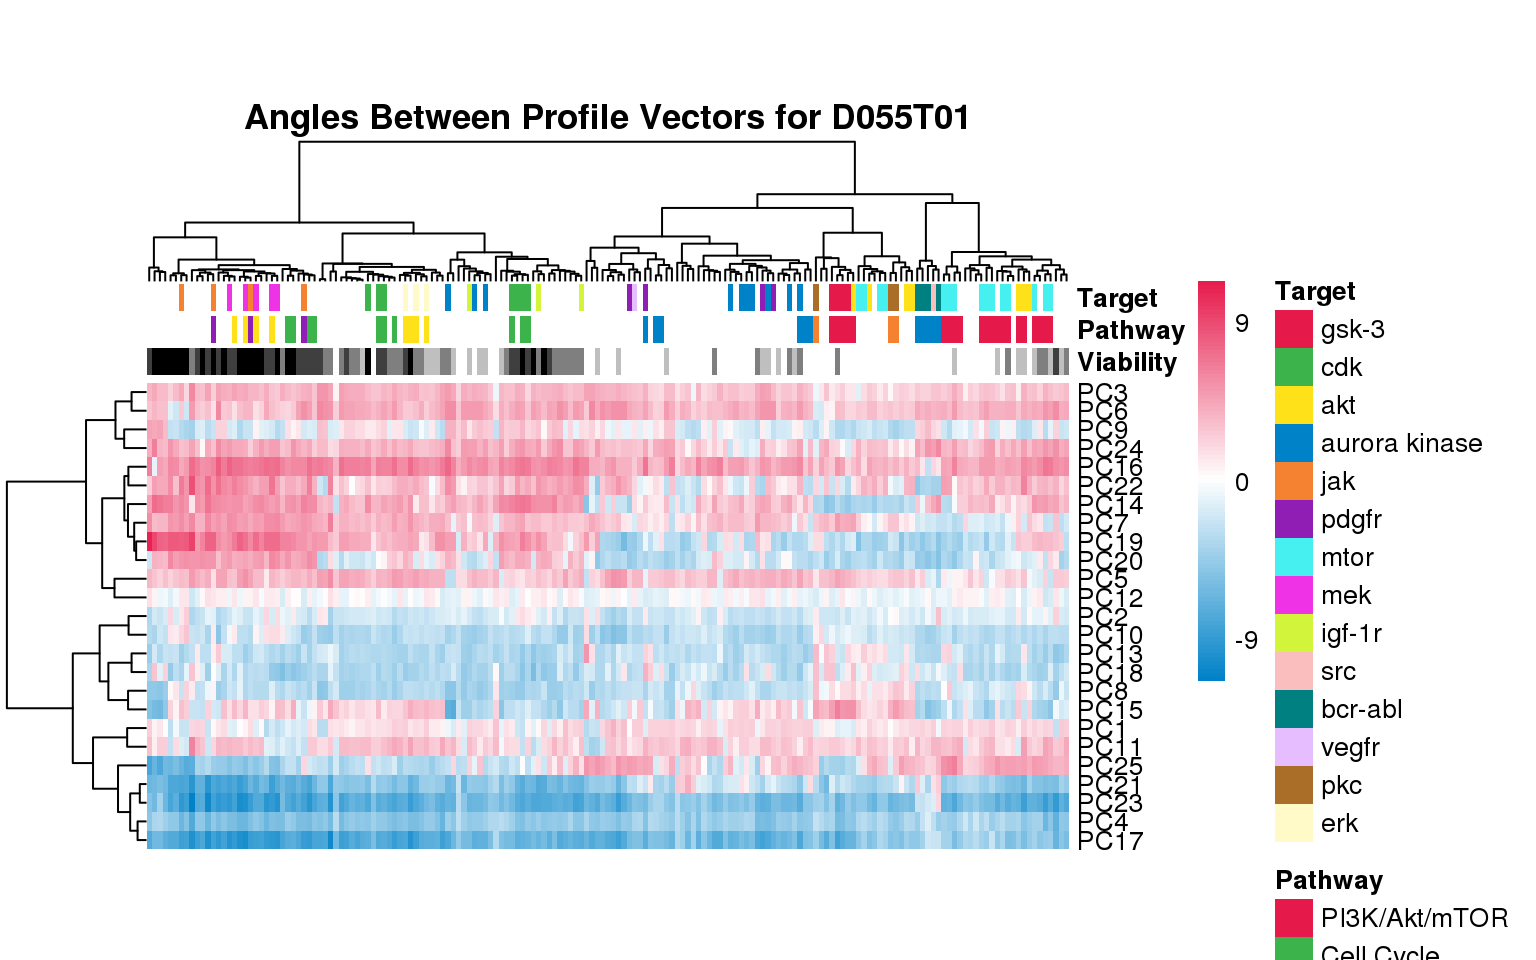 Angles Between Profile Vectors for D055T01
Target
Pathway
Viability
PC3
PC6
PC9
PC24
PC16
PC22
PC14
PC7
PC19
PC20
PC5
PC12
PC2
PC10
PC13
PC18
PC8
PC15
PC1
PC11
PC25
PC21
PC23
PC4
PC17
9
0
-9
Target
gsk-3
cdk
akt
aurora kinase
jak
pdgfr
mtor
mek
igf-1r
src
bcr-abl
vegfr
pkc
erk
Pathway
PI3K/Akt/mTOR
Cell Cycle